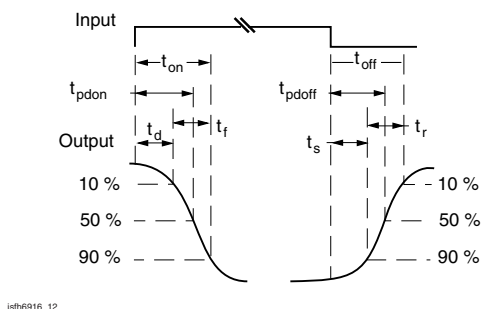 Input
ton
toff
tpdon
tpdoff
td
tf
ts
tr
Output
10 %
10 %
50 %
50 %
90 %
90 %
isfh6916_12